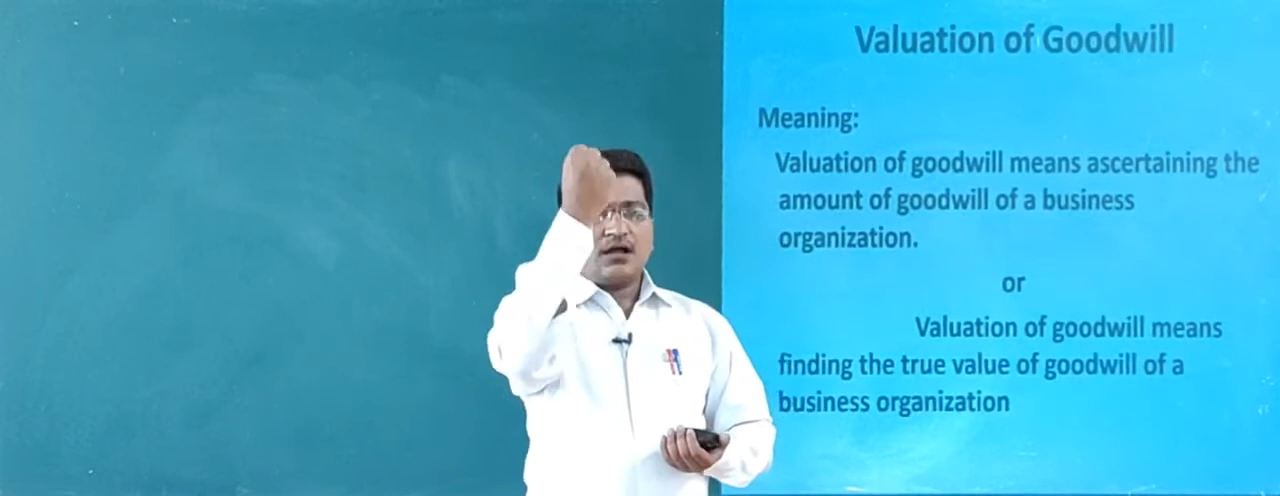 Valuation of Goodwill
Meaning:
Valuation of goodwill means ascertaining the
amount of goodwill of a business
organization.
or
Valuation of goodwill means
finding the true value of goodwill of a
business organization